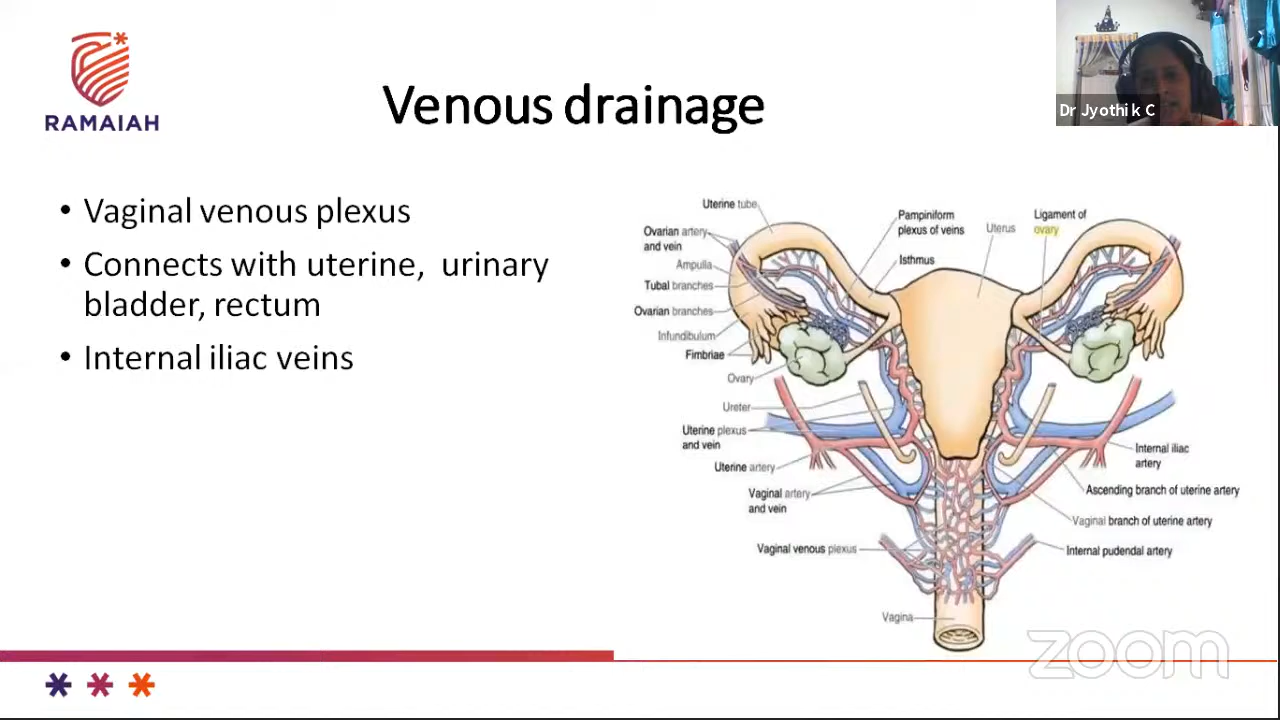 RAMAIAH
Venous drainage
Dr Jyothik C
• Vaginal venous plexus
• Connects with uterine, urinary
bladder, rectum
• Internal iliac veins
Uterine tube
Ovarian artery
and vein
Ampulla
Tubal branches
Ovarian branches
Infundibulum
Fimbriae
Ovary
Ureter
Uterine plexus
and vein
Uterine artery
Vaginal artery
and vein
Vaginal venous plexus
Vagina
Pampiniform
plexus of veins
Isthmus
Uterus
Ligament of
ovary
Internal iliac
artery
Ascending branch of uterine artery
Vaginal branch of uterine artery
Internal pudendal artery
zoom